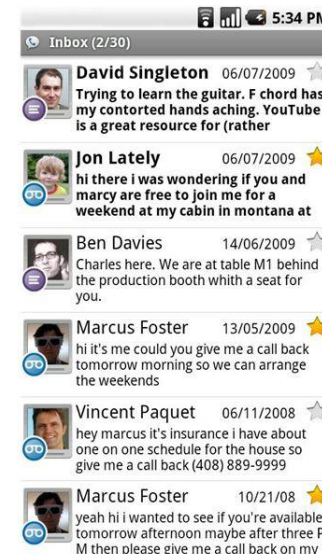 5:34 PM
Inbox (2/30)
David Singleton 06/07/2009
Trying to learn the guitar. F chord has
my contorted hands aching. YouTube
is a great resource for (rather
Jon Lately 06/07/2009
hi there i was wondering if you and
marcy are free to join me for a
weekend at my cabin in montana at
Ben Davies 14/06/2009
Charles here. We are at table M1 behind
the production booth whith a seat for
you.
Marcus Foster 13/05/2009
hi it's me could you give me a call back
tomorrow morning so we can arrange
the weekends
Vincent Paquet 06/11/2008
hey marcus it's insurance i have about
one on one schedule for the house so
give me a call back (408) 889-9999
Marcus Foster 10/21/08
yeah hi i wanted to see if you're available
tomorrow afternoon maybe after three P
M then please give me a call back on my